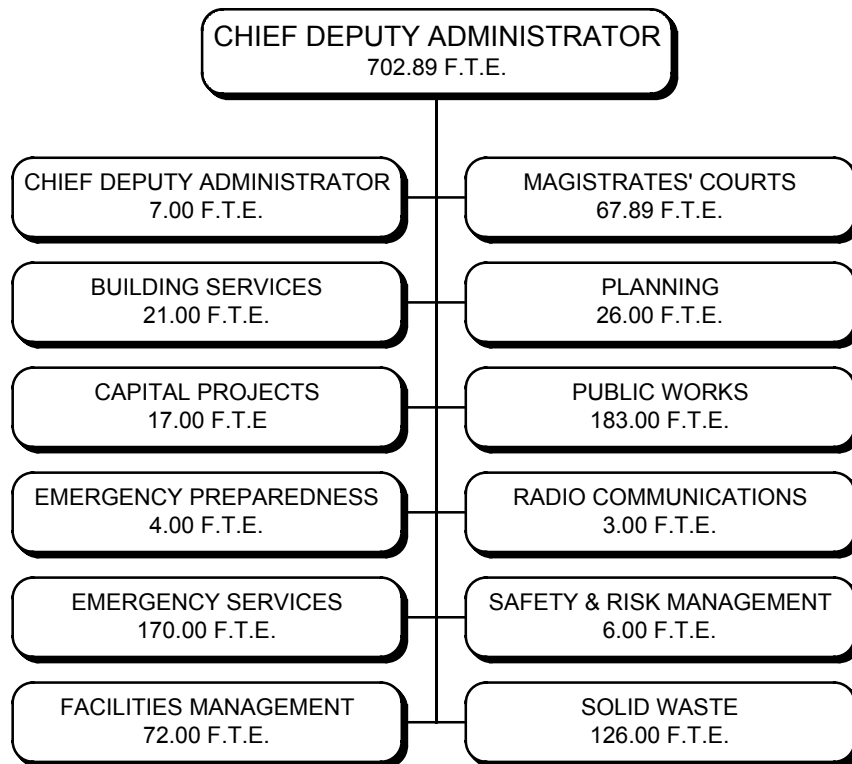 CHIEF DEPUTY ADMINISTRATOR
702.89 F.T.E.
CHIEF DEPUTY ADMINISTRATOR
7.00 F.T.E.
MAGISTRATES' COURTS
67.89 F.T.E.
BUILDING SERVICES
21.00 F.T.E.
PLANNING
26.00 F.T.E.
CAPITAL PROJECTS
17.00 F.T.E
PUBLIC WORKS
183.00 F.T.E.
EMERGENCY PREPAREDNESS
4.00 F.T.E.
RADIO COMMUNICATIONS
3.00 F.T.E.
EMERGENCY SERVICES
170.00 F.T.E.
SAFETY & RISK MANAGEMENT
6.00 F.T.E.
FACILITIES MANAGEMENT
72.00 F.T.E.
SOLID WASTE
126.00 F.T.E.